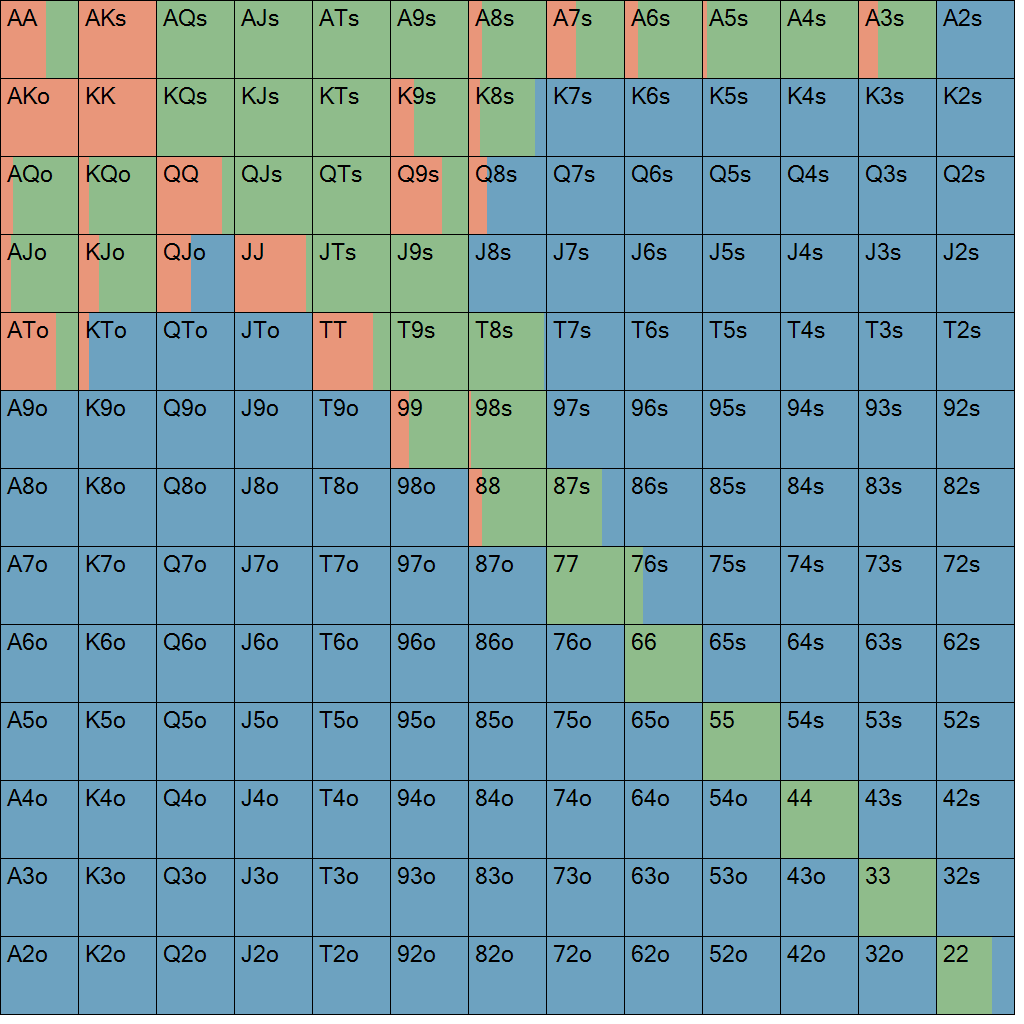 AA AKs AQs AJs ATs A9s A8s A7s A6s A5s A4s A3s A2s
AKo KK KQs KJs KTs K9s K8s K7s K6s K5s K4s K3s K2s
AQo KQo QQ QJs QTs Q9s Q8s Q7s Q6s Q5s Q4s Q3s Q2s
AJo KJo QJo JJ JTs J9s J8s J7s J6s J5s J4s J3s J2s
ATo KTo QTo JTo TT T9s T8s T7s T6s T5s T4s T3s T2s
A9o K9o Q9o J9o T9o 99 98s 97s 96s 95s 94s 93s 92s
A8o K8o Q8o J8o T8o 98o 88 87s 86s 85s 84s 83s 82s
A7o K7o Q7o J7o T7o 97o 87o 77 76s 75s 74s 73s 72s
A6o K6o Q6o J6o T6o 96o 86o 76o 66 65s 64s 63s 62s
A5o K5o Q5o J5o T5o 95o 85o 75o 65o 55 54s 53s 52s
A4o K4o Q4o J4o T4o 94o 84o 74o 64o 54o 44 43s 42s
A3o K3o Q3o J3o T3o 93o 83o 73o 63o 53o 43o 33 32s
A2o K2o Q2o J2o T2o 92o 82o 72o 62o 52o 42o 32o 22